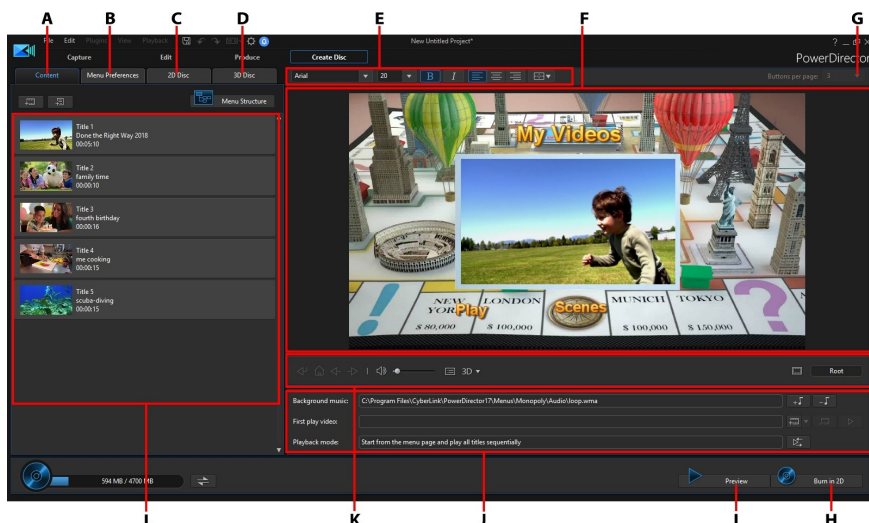 A B C D E F G
File Edit Plugins View Playback
New Untitled Project*
?
Capture Edit Produce Create Disc
PowerDirector
Content Menu Preferences 2D Disc 3D Disc
Arial 20 B I
Buttons per page: 3
Menu Structure
Title 1
Done the Right Way 2018
00:05:10
Title 2
family time
00:00:10
Title 3
fourth birthday
00:00:16
Title 4
me cooking
00:00:15
Title 5
scuba-diving
00:00:15
My Videos
NEW YORK LONDON MUNICH TOKYO
Play Scenes
$ 80,000 $ 100,000 $ 100,000 $ 150,000
3D
Root
Background music: C:\Program Files\CyberLink\PowerDirector17\Menus\Monopoly\Audio\loop.wma
First play video:
Playback mode: Start from the menu page and play all titles sequentially
594 MB / 4700 MB
Preview
Burn in 2D
K H